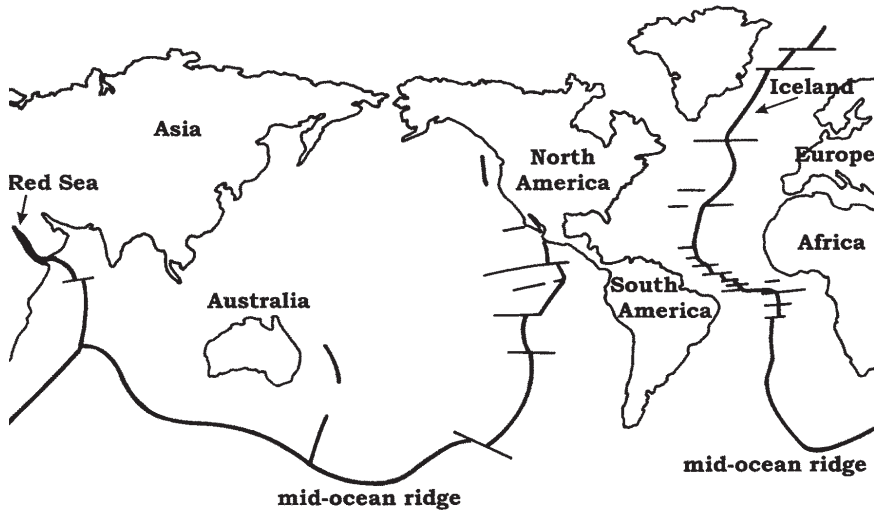 Iceland
Asia
North
America
Europe
Red Sea
Africa
South
America
Australia
mid-ocean ridge
mid-ocean ridge